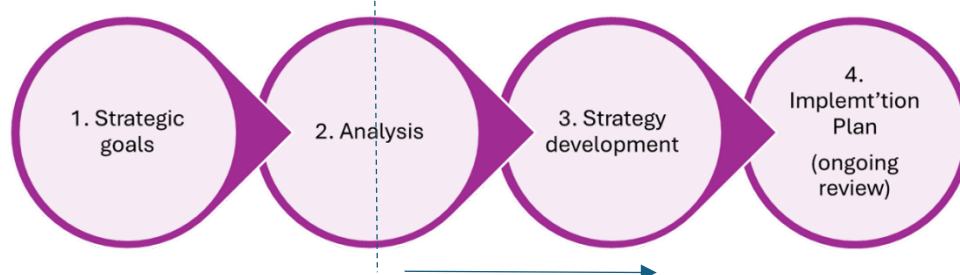 1. Strategic
goals
2. Analysis
3. Strategy
development
4.
Implemt’tion
Plan
(ongoing
review)